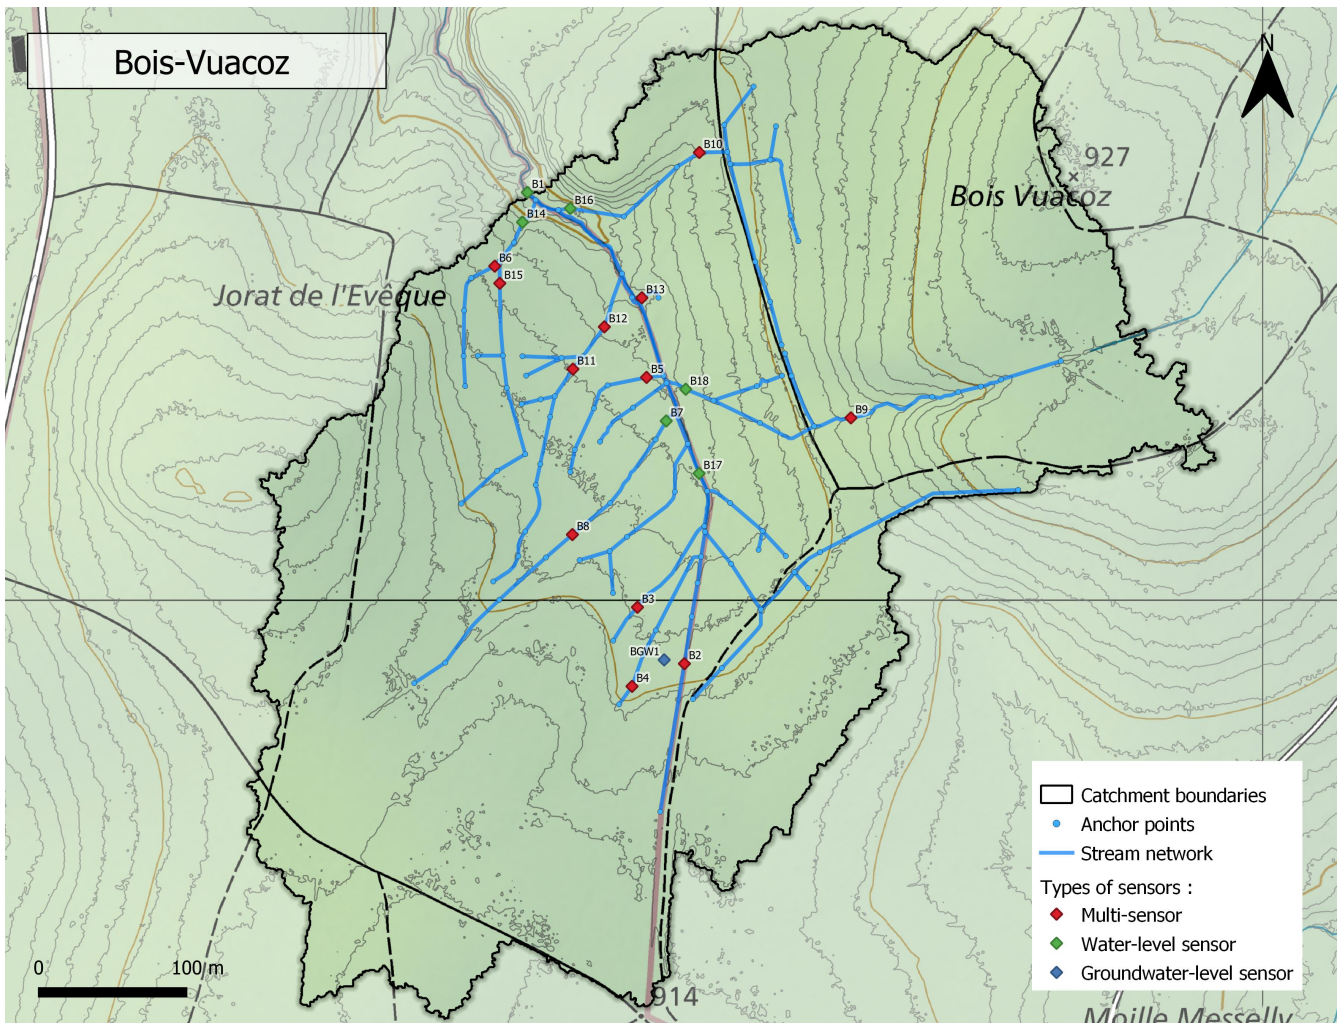 Bois-Vuacoz
N
B10
927
Bois Vuacoz
B1
B16
B14
B6
B15
Jorat de l'Evêque
B13
B12
B11
B5
B18
B9
B7
B17
B8
B3
BGW1
B2
B4
Catchment boundaries
Anchor points
Stream network
Types of sensors :
Multi-sensor
Water-level sensor
Groundwater-level sensor
0 100 m
914
Moille Messelly